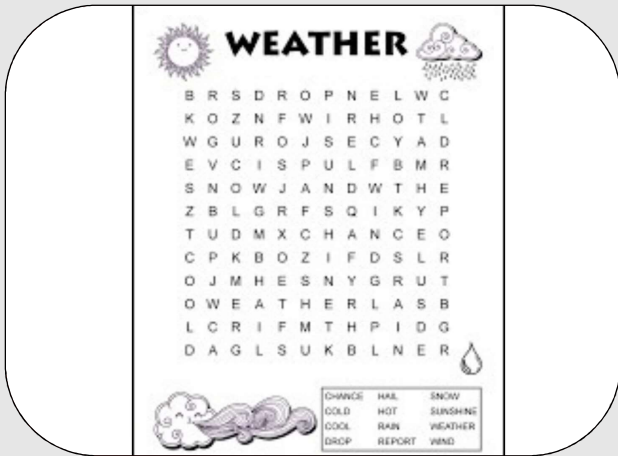 WEATHER
B R S D R O P N E L W C
K O Z N F W I R H O T L
W G U R O J S E C Y A D
E V C I S P U L F B M R
S N O W J A N D W T H E
Z B L G R F S Q I K Y P
T U D M X C H A N C E O
C P K B O Z I F D S L R
O J M H E S N Y G R U T
O W E A T H E R L A S B
L C R I F M T H P I D G
D A G L S U K B L N E R
CHANCE HAIL SNOW
COLD HOT SUNSHINE
COOL RAIN WEATHER
DROP REPORT WIND